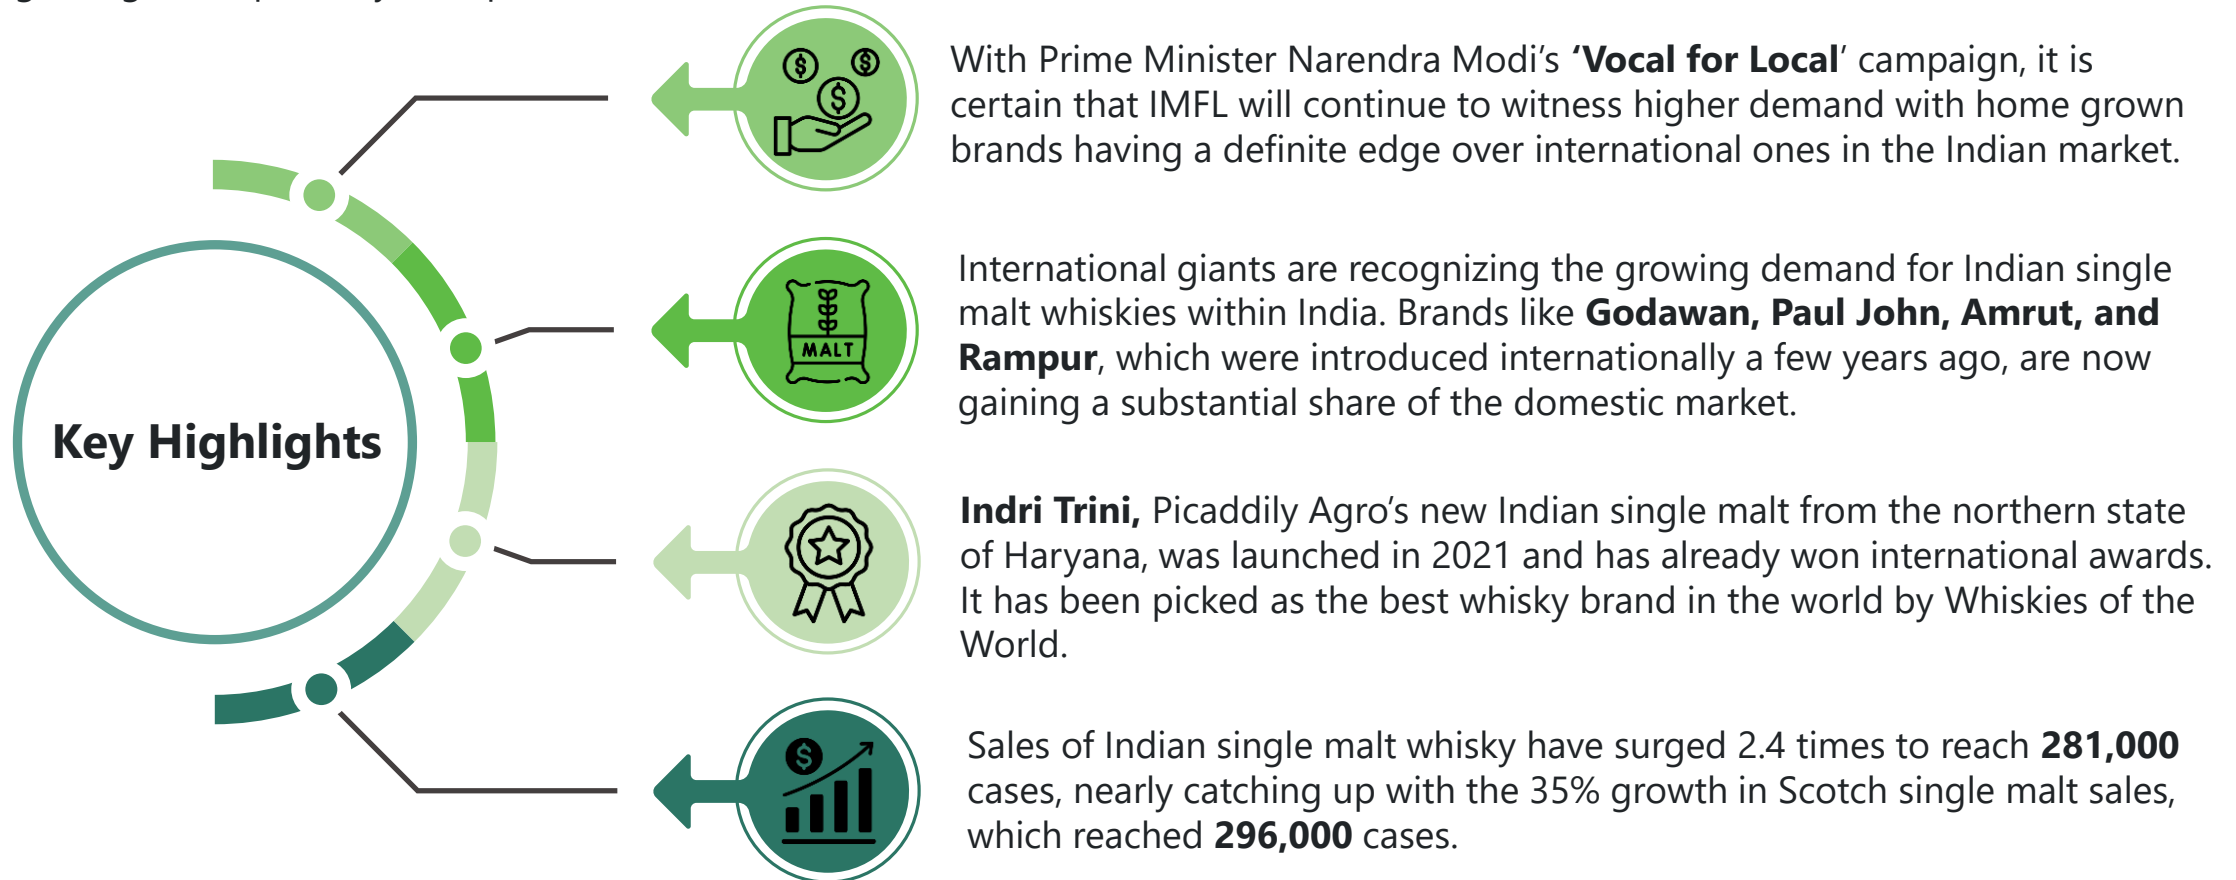 Key Highlights
With Prime Minister Narendra Modi’s ‘Vocal for Local’ campaign, it is
certain that IMFL will continue to witness higher demand with home grown
brands having a definite edge over international ones in the Indian market.
MALT
International giants are recognizing the growing demand for Indian single
malt whiskies within India. Brands like Godawan, Paul John, Amrut, and
Rampur, which were introduced internationally a few years ago, are now
gaining a substantial share of the domestic market.
Indri Trini, Picaddily Agro’s new Indian single malt from the northern state
of Haryana, was launched in 2021 and has already won international awards.
It has been picked as the best whisky brand in the world by Whiskies of the
World.
Sales of Indian single malt whisky have surged 2.4 times to reach 281,000
cases, nearly catching up with the 35% growth in Scotch single malt sales,
which reached 296,000 cases.